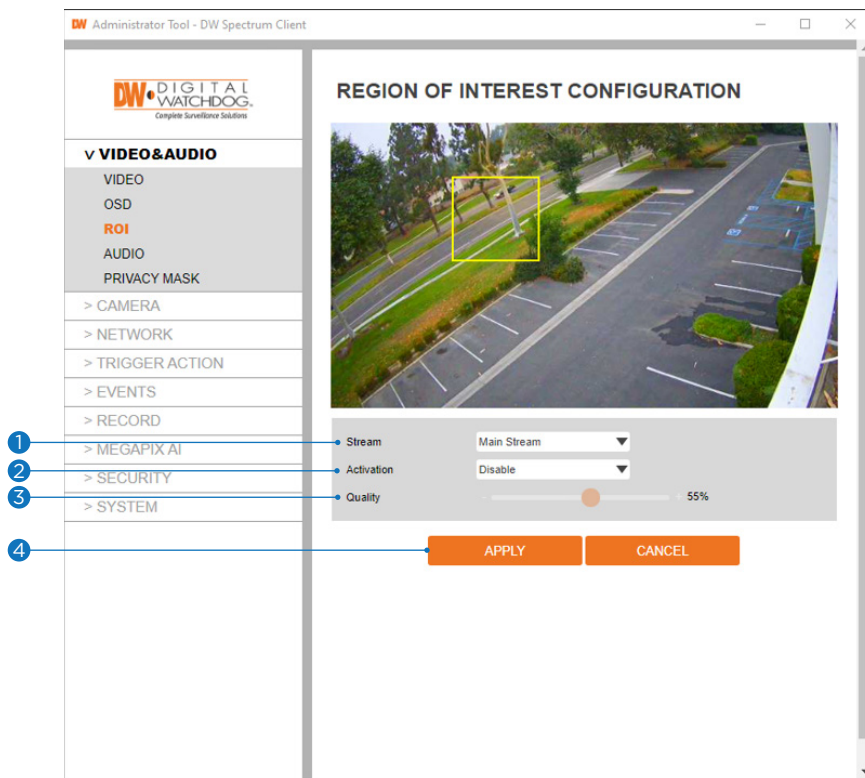 DW Administrator Tool - DW Spectrum Client
DW DIGITAL
WATCHDOG®
Complete Surveillance Solutions
v VIDEO&AUDIO
VIDEO
OSD
ROI
AUDIO
PRIVACY MASK
> CAMERA
> NETWORK
> TRIGGER ACTION
> EVENTS
> RECORD
> MEGAPIX AI
> SECURITY
> SYSTEM
REGION OF INTEREST CONFIGURATION
1 Stream Main Stream
2 Activation Disable
3 Quality - + 55%
4 APPLY CANCEL